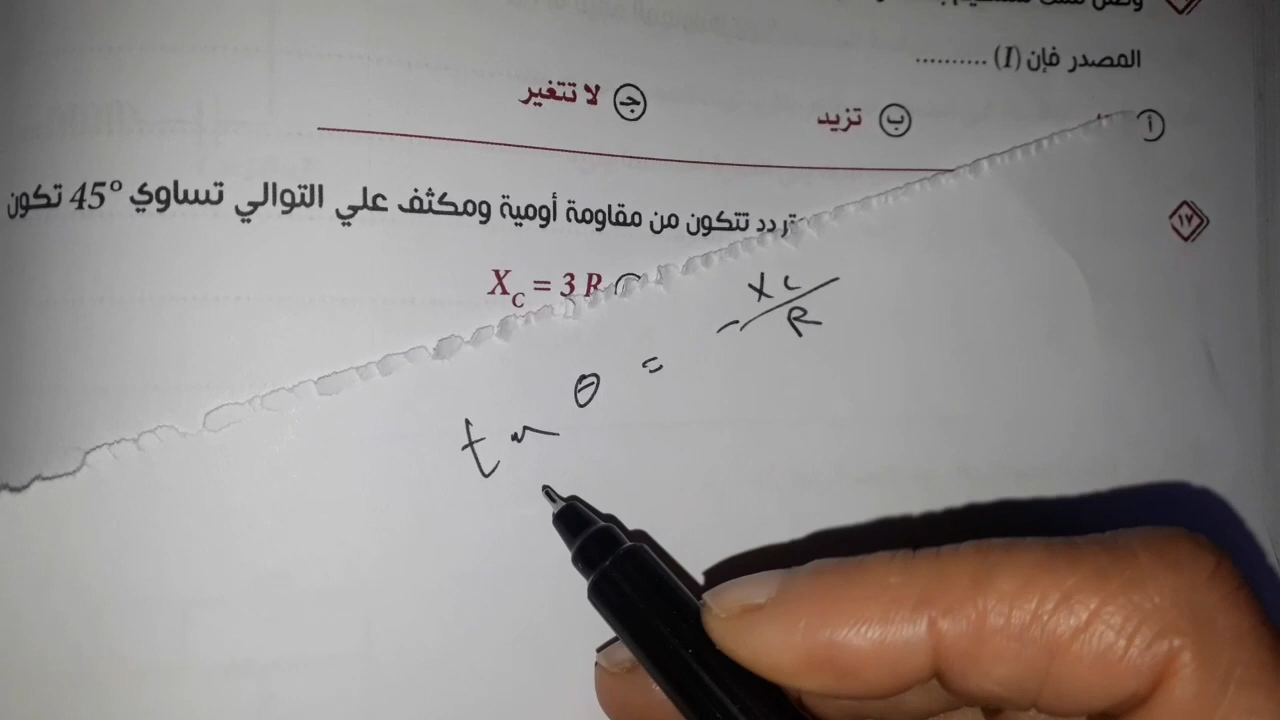 المصدر فإن (I) ..........
أ ب تزيد ج لا تتغير
١٧ تردد تتكون من مقاومة أومية ومكثف علي التوالي تساوي 45° تكون
X_C = 3 R
tan θ = - XC / R